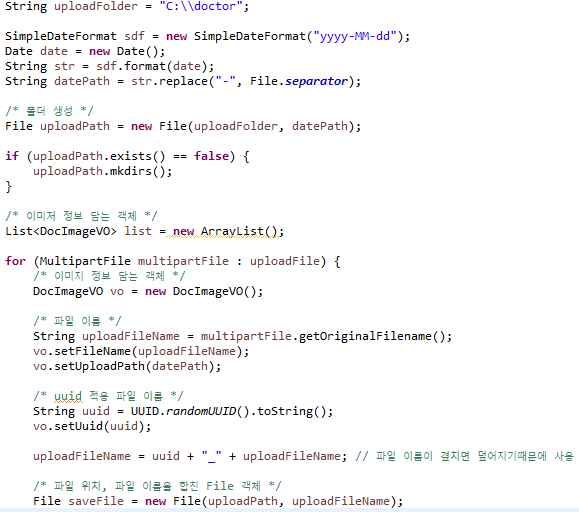 String uploadFolder = "C:\\doctor";
SimpleDateFormat sdf = new SimpleDateFormat("yyyy-MM-dd");
Date date = new Date();
String str = sdf.format(date);
String datePath = str.replace("-", File.separator);
/* 폴더 생성 */
File uploadPath = new File(uploadFolder, datePath);
if (uploadPath.exists() == false) {
uploadPath.mkdirs();
}
/* 이미저 정보 담는 객체 */
List<DocImageVO> list = new ArrayList();
for (MultipartFile multipartFile : uploadFile) {
/* 이미지 정보 담는 객체 */
DocImageVO vo = new DocImageVO();
/* 파일 이름 */
String uploadFileName = multipartFile.getOriginalFilename();
vo.setFileName(uploadFileName);
vo.setUploadPath(datePath);
/* uuid 적용 파일 이름 */
String uuid = UUID.randomUUID().toString();
vo.setUuid(uuid);
uploadFileName = uuid + "_" + uploadFileName; // 파일 이름이 겹치면 덮어지기때문에 사용
/* 파일 위치, 파일 이름을 합친 File 객체 */
File saveFile = new File(uploadPath, uploadFileName);